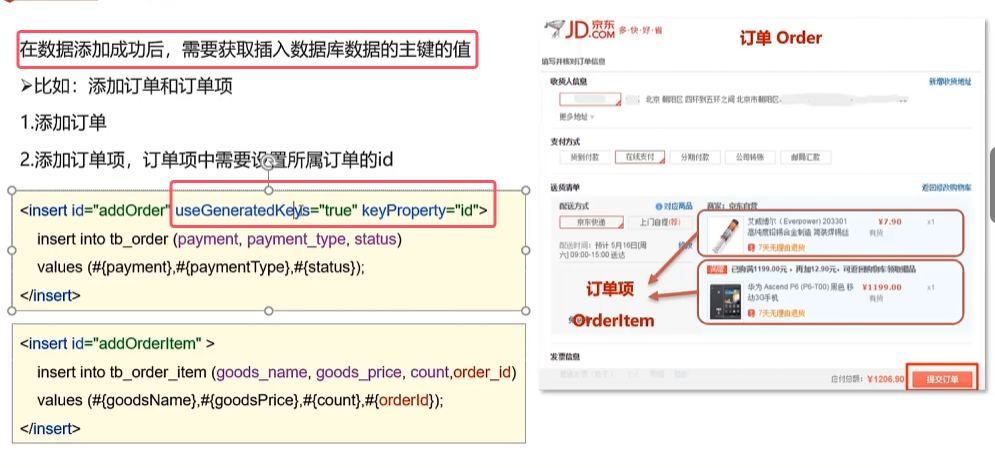 在数据添加成功后，需要获取插入数据库数据的主键的值
➢比如：添加订单和订单项
1.添加订单
2.添加订单项，订单项中需要设置所属订单的id
<insert id="addOrder" useGeneratedKeys="true" keyProperty="id">
insert into tb_order (payment, payment_type, status)
values (#{payment},#{paymentType},#{status});
</insert>
<insert id="addOrderItem" >
insert into tb_order_item (goods_name, goods_price, count,order_id)
values (#{goodsName},#{goodsPrice},#{count},#{orderId});
</insert>
JD.COM 京东 多·快·好·省
订单 Order
填写并核对订单信息
收货人信息 新增收货地址
北京 朝阳区 四环到五环之间 北京市朝阳区
更多地址
支付方式
货到付款 在线支付 分期付款 公司转账 邮局汇款
送货清单 返回修改购物车
配送方式 对应商品 商家：京东自营
京东快递 上门自提(荐)
配送时间：预计 5月16日[周
六] 09:00-15:00 送达
艾威博尔（Everpower) 203301 ¥7.90 x1
高纯度铅锡合金制造 简装焊锡丝 有货
7天无理由退货
已购满1199.00元，再加12.90元，可返回购物车领取赠品
华为 Ascend P6 (P6-T00) 黑色 移 ¥1199.00 x1
动3G手机 有货
7天无理由退货
订单项
OrderItem
发票信息
应付总额：¥1206.90 提交订单